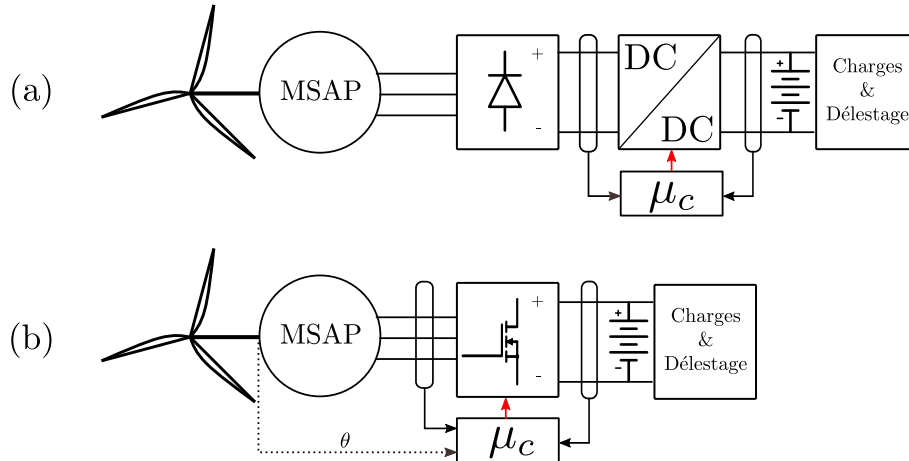 (a)
MSAP
+
-
DC
DC
+
-
Charges
&
Délestage
μc
(b)
MSAP
+
-
+
-
Charges
&
Délestage
θ
μc